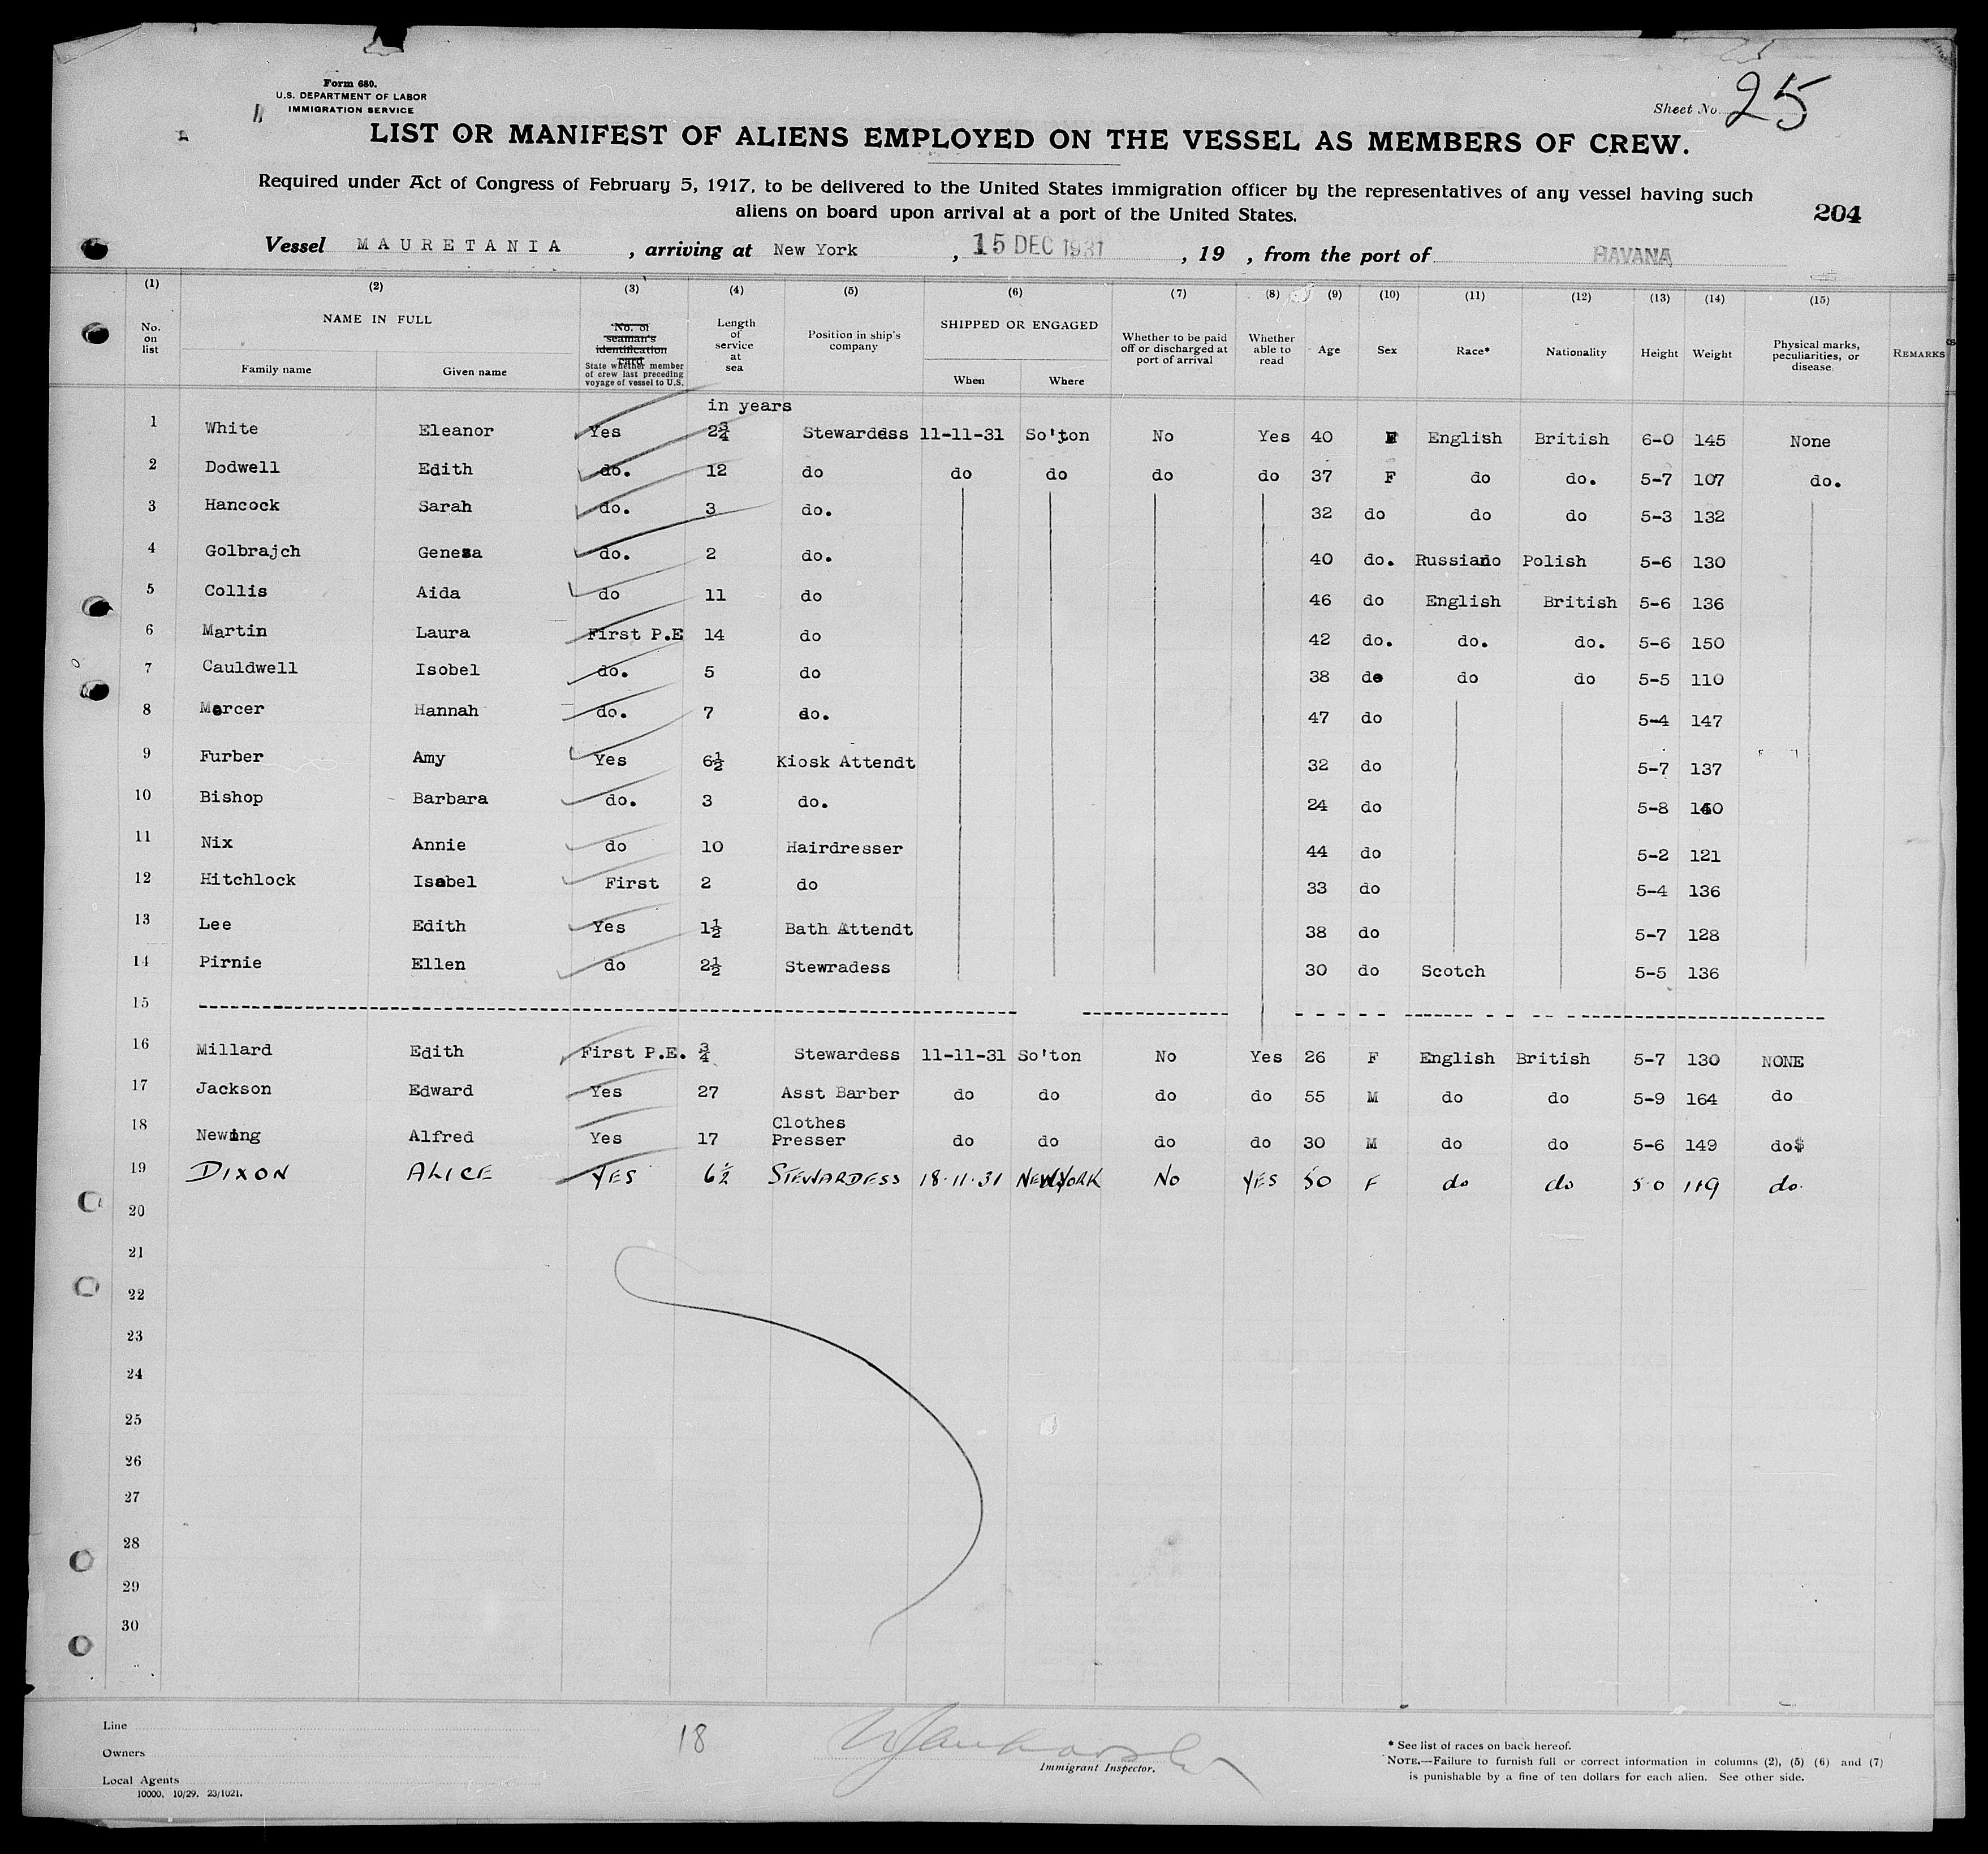 Form 680.
U.S. DEPARTMENT OF LABOR
IMMIGRATION SERVICE
Sheet No. 25
LIST OR MANIFEST OF ALIENS EMPLOYED ON THE VESSEL AS MEMBERS OF CREW.
Required under Act of Congress of February 5, 1917, to be delivered to the United States immigration officer by the representatives of any vessel having such
aliens on board upon arrival at a port of the United States.
204
Vessel MAURETANIA , arriving at New York , 15 DEC 1931 , 19 , from the port of HAVANA
(1) (2) (3) (4) (5) (6) (7) (8) (9) (10) (11) (12) (13) (14) (15)
No. on list
NAME IN FULL
Family name
Given name
No. of seaman's identification card
State whether member of crew last preceding voyage of vessel to U.S.
Length of service at sea
Position in ship's company
SHIPPED OR ENGAGED
When
Where
Whether to be paid off or discharged at port of arrival
Whether able to read
Age
Sex
Race*
Nationality
Height
Weight
Physical marks, peculiarities, or disease.
REMARKS
in years
1 White Eleanor Yes 2¾ Stewardess 11-11-31 So'ton No Yes 40 F English British 6-0 145 None
2 Dodwell Edith do. 12 do do do do do 37 F do do. 5-7 107 do.
3 Hancock Sarah do. 3 do. 32 do do do 5-3 132
4 Golbrajch Genesa do. 2 do. 40 do. Russiando Polish 5-6 130
5 Collis Aida do 11 do 46 do English British 5-6 136
6 Martin Laura First P.E 14 do 42 do. do. do. 5-6 150
7 Cauldwell Isobel do. 5 do 38 do do do 5-5 110
8 Mercer Hannah do. 7 do. 47 do 5-4 147
9 Furber Amy Yes 6½ Kiosk Attendt 32 do 5-7 137
10 Bishop Barbara do. 3 do. 24 do 5-8 140
11 Nix Annie do 10 Hairdresser 44 do 5-2 121
12 Hitchlock Isabel First 2 do 33 do 5-4 136
13 Lee Edith Yes 1½ Bath Attendt 38 do 5-7 128
14 Pirnie Ellen do 2½ Stewradess 30 do Scotch 5-5 136
15
16 Millard Edith First P.E. ¾ Stewardess 11-11-31 So'ton No Yes 26 F English British 5-7 130 NONE
17 Jackson Edward Yes 27 Asst Barber do do do do 55 M do do 5-9 164 do
18 Newing Alfred Yes 17 Clothes Presser do do do do 30 M do do 5-6 149 do$
19 DIXON ALICE YES 6½ STEWARDESS 18.11.31 NEW YORK NO YES 50 F do do 5 0 119 do.
20
21
22
23
24
25
26
27
28
29
30
Line
Owners
Local Agents
10000, 10/29, 23/1021.
18
Immigrant Inspector.
* See list of races on back hereof.
NOTE.—Failure to furnish full or correct information in columns (2), (5) (6) and (7)
is punishable by a fine of ten dollars for each alien. See other side.